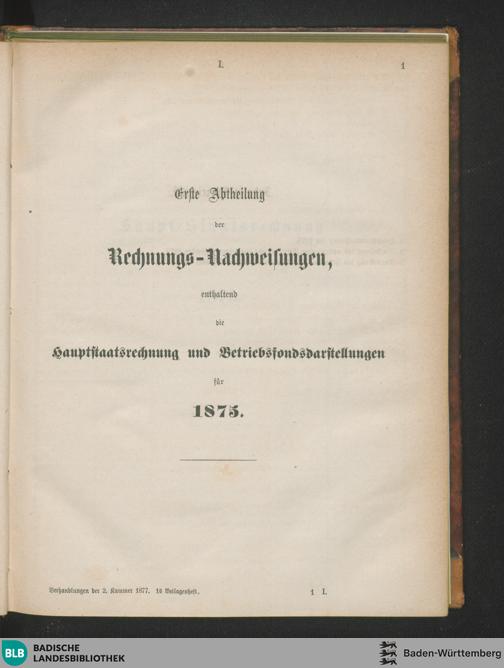 I. 1
Erste Abtheilung
der
Rechnungs-Nachweisungen,
enthaltend
die
Hauptstaatsrechnung und Betriebsfondsdarstellungen
für
1875.
Verhandlungen der 2. Kammer 1877. 10 Beilagenheft. 1 I.
BLB BADISCHE LANDESBIBLIOTHEK
Baden-Württemberg